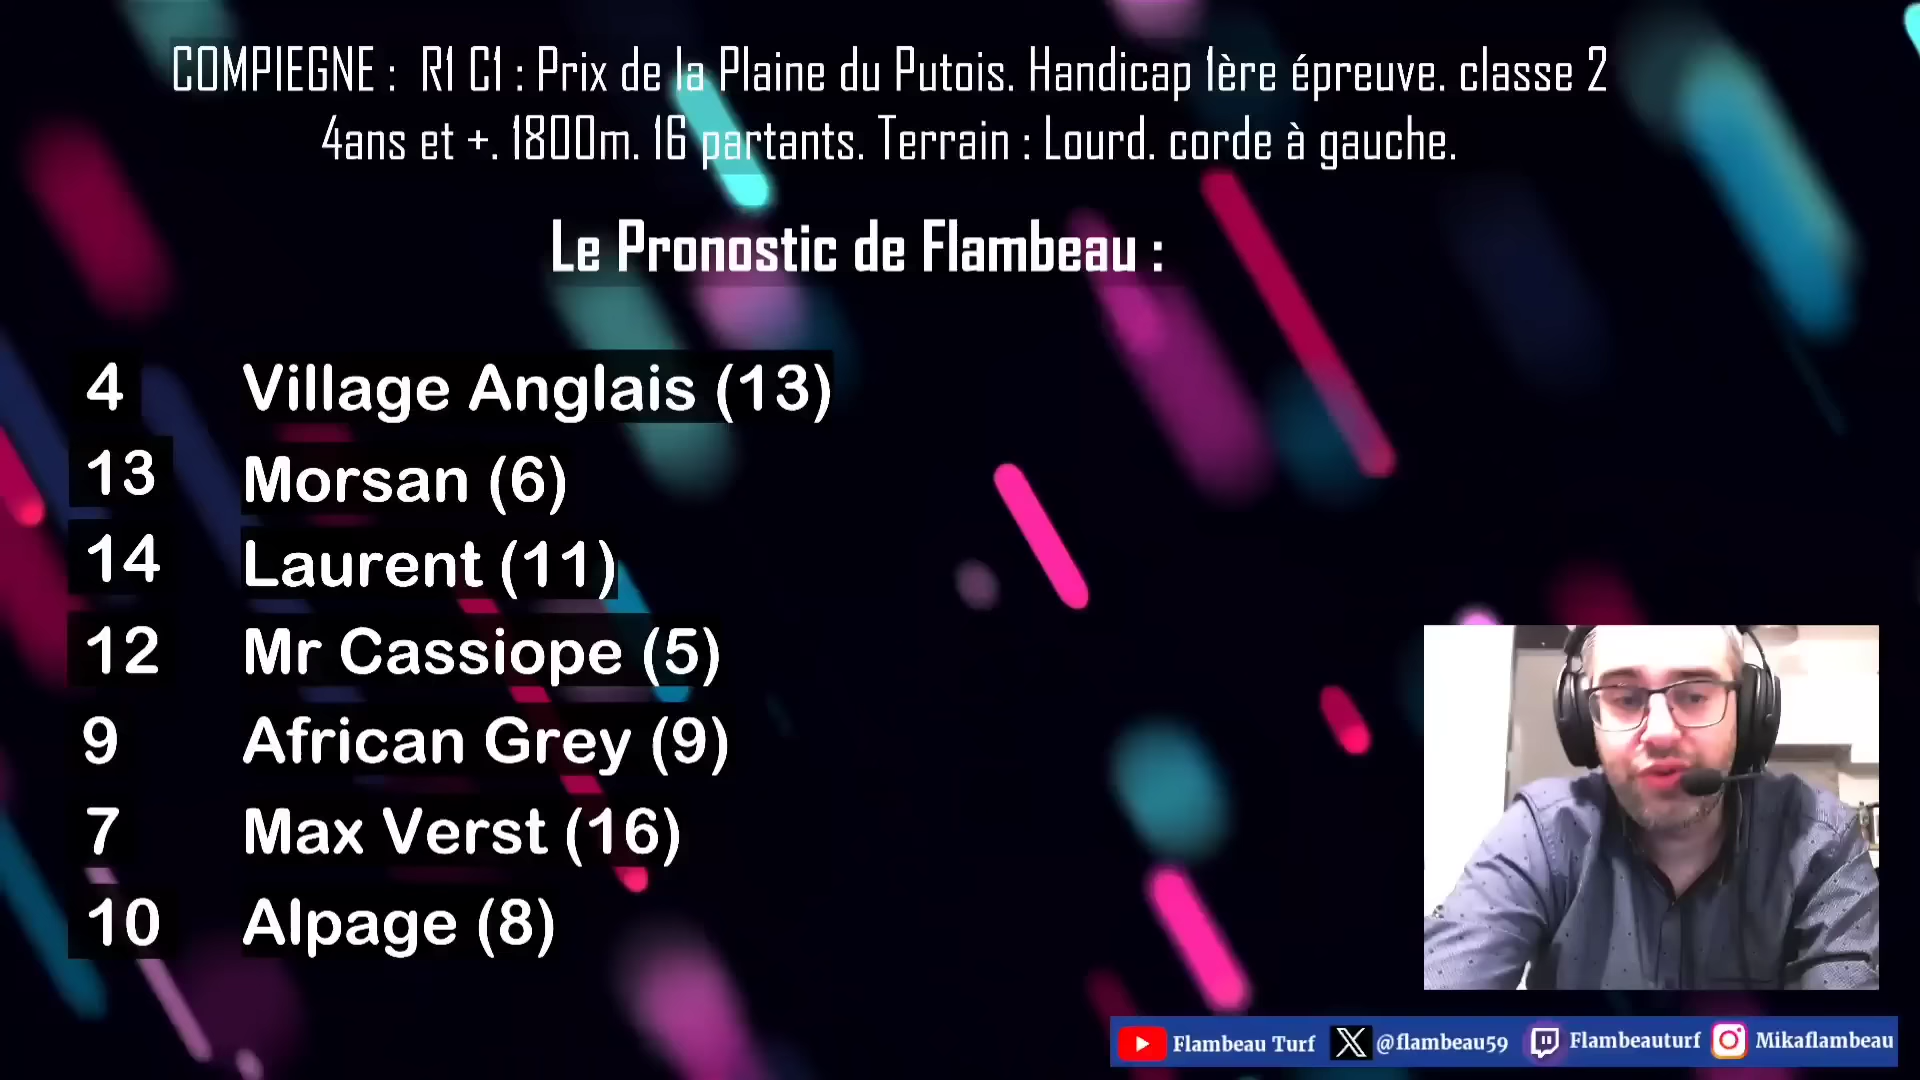 COMPIEGNE : R1 C1 : Prix de la Plaine du Putois. Handicap 1ère épreuve. classe 2
4ans et +. 1800m. 16 partants. Terrain : Lourd. corde à gauche.
Le Pronostic de Flambeau :
4 Village Anglais (13)
13 Morsan (6)
14 Laurent (11)
12 Mr Cassiope (5)
9 African Grey (9)
7 Max Verst (16)
10 Alpage (8)
Flambeau Turf @flambeau59 Flambeauturf Mikaflambeau